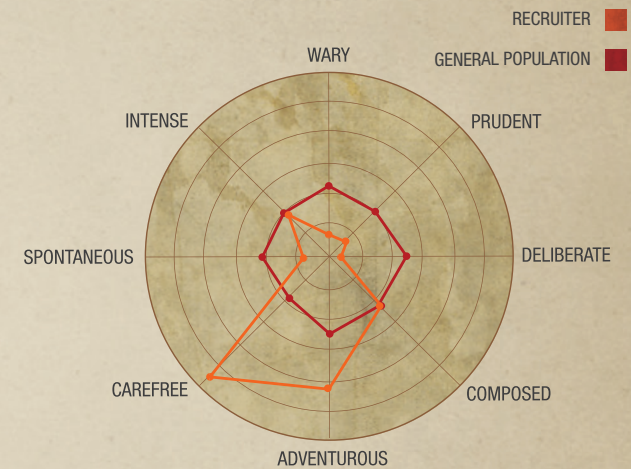 RECRUITER
GENERAL POPULATION
WARY
INTENSE
PRUDENT
SPONTANEOUS
DELIBERATE
CAREFREE
COMPOSED
ADVENTUROUS